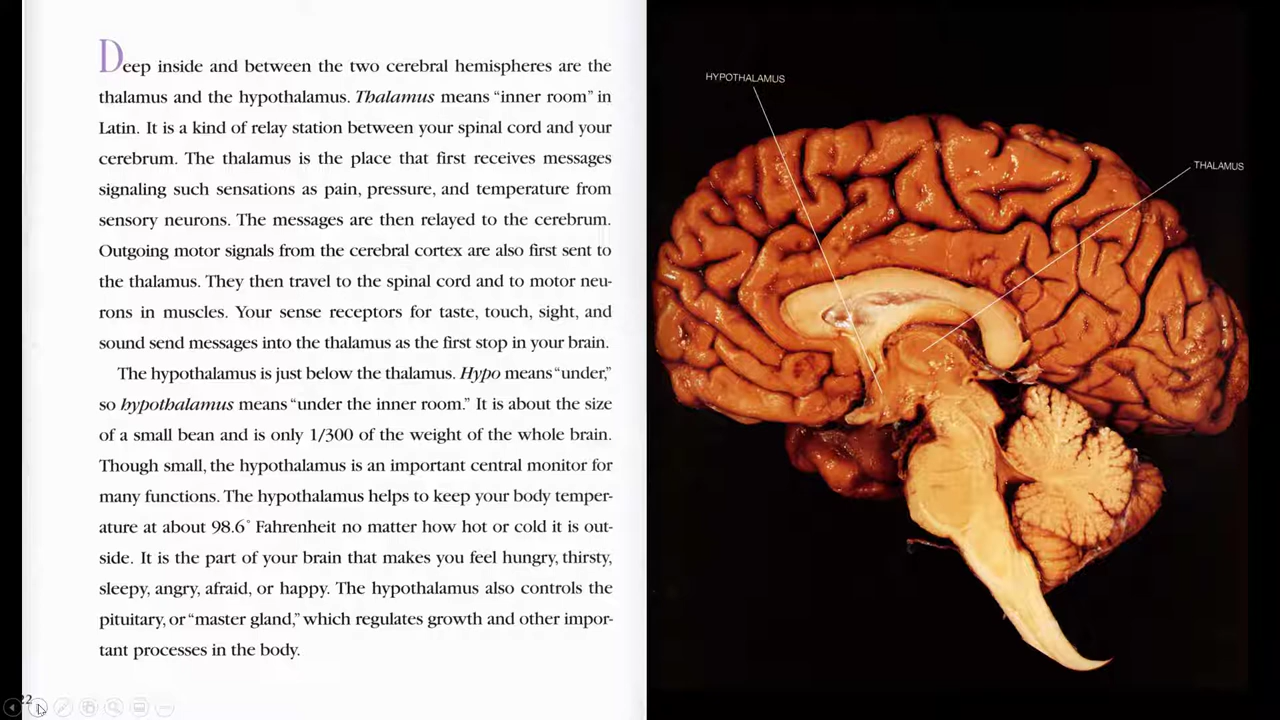 Deep inside and between the two cerebral hemispheres are the
thalamus and the hypothalamus. Thalamus means “inner room” in
Latin. It is a kind of relay station between your spinal cord and your
cerebrum. The thalamus is the place that first receives messages
signaling such sensations as pain, pressure, and temperature from
sensory neurons. The messages are then relayed to the cerebrum.
Outgoing motor signals from the cerebral cortex are also first sent to
the thalamus. They then travel to the spinal cord and to motor neu-
rons in muscles. Your sense receptors for taste, touch, sight, and
sound send messages into the thalamus as the first stop in your brain.
The hypothalamus is just below the thalamus. Hypo means “under,”
so hypothalamus means “under the inner room.” It is about the size
of a small bean and is only 1/300 of the weight of the whole brain.
Though small, the hypothalamus is an important central monitor for
many functions. The hypothalamus helps to keep your body temper-
ature at about 98.6° Fahrenheit no matter how hot or cold it is out-
side. It is the part of your brain that makes you feel hungry, thirsty,
sleepy, angry, afraid, or happy. The hypothalamus also controls the
pituitary, or “master gland,” which regulates growth and other impor-
tant processes in the body.
22
HYPOTHALAMUS
THALAMUS